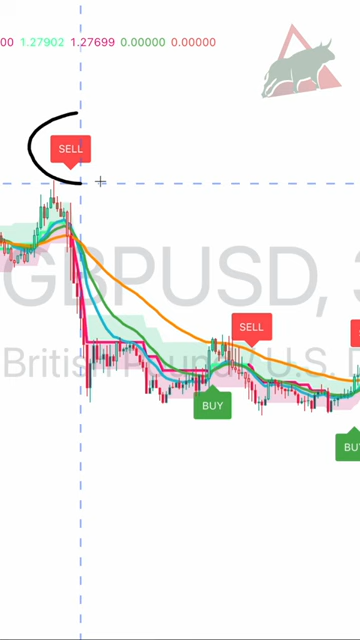 00 1.27902 1.27699 0.00000 0.00000
SELL
GBPUSD, 3
SELL
British Pound / U.S. D
BUY
BU